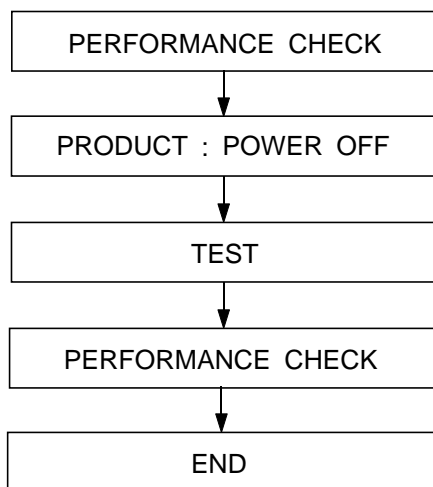 PERFORMANCE CHECK
PRODUCT : POWER OFF
TEST
PERFORMANCE CHECK
END